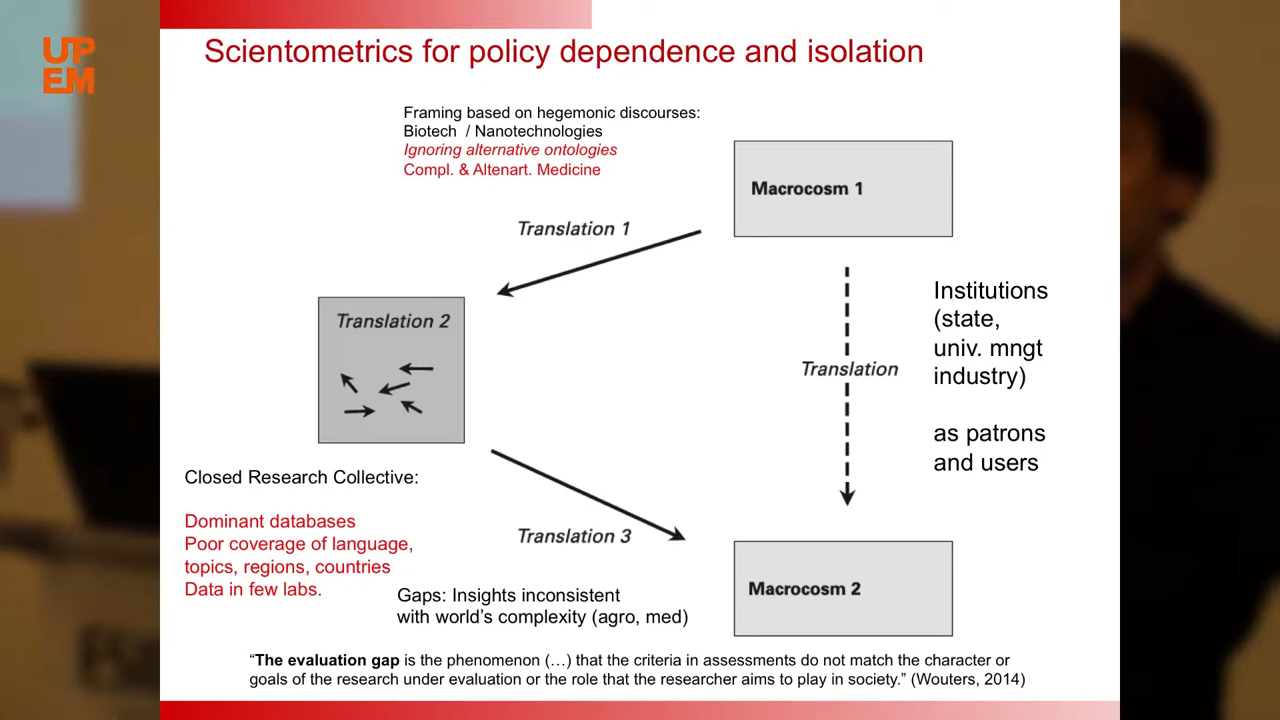 UP
EM
Scientometrics for policy dependence and isolation
Framing based on hegemonic discourses:
Biotech / Nanotechnologies
Ignoring alternative ontologies
Compl. & Altenart. Medicine
Macrocosm 1
Translation 1
Translation 2
Institutions
(state,
univ. mngt
industry)
as patrons
and users
Translation
Closed Research Collective:
Dominant databases
Poor coverage of language,
topics, regions, countries
Data in few labs.
Translation 3
Gaps: Insights inconsistent
with world's complexity (agro, med)
Macrocosm 2
“The evaluation gap is the phenomenon (…) that the criteria in assessments do not match the character or
goals of the research under evaluation or the role that the researcher aims to play in society.” (Wouters, 2014)